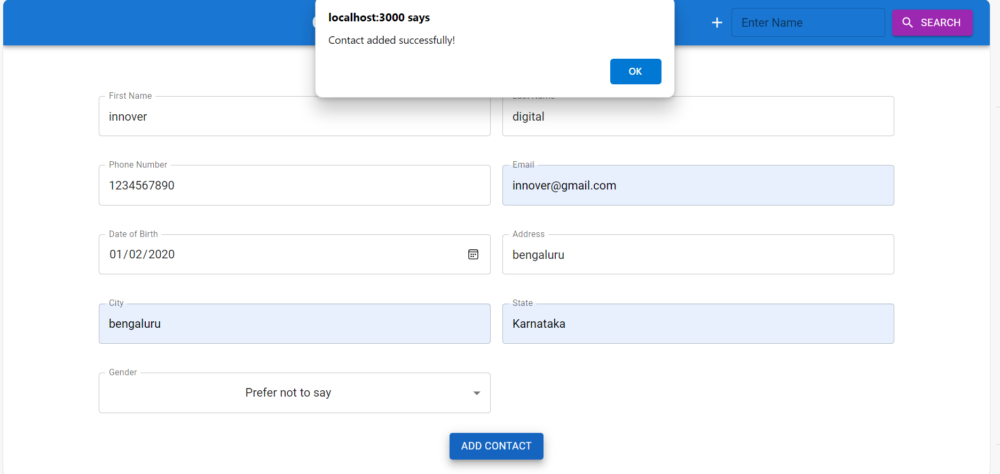 localhost:3000 says
Contact added successfully!
OK
Enter Name
SEARCH
First Name
innover
Last Name
digital
Phone Number
1234567890
Email
innover@gmail.com
Date of Birth
01/02/2020
Address
bengaluru
City
bengaluru
State
Karnataka
Gender
Prefer not to say
ADD CONTACT